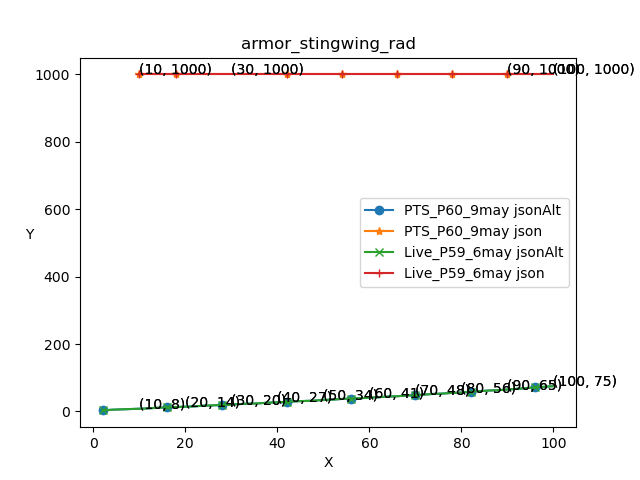 armor_stingwing_rad
1000
(10, 1000)
(30, 1000)
(90, 1000)
(100, 1000)
800
600
Y
400
200
0
PTS_P60_9may jsonAlt
PTS_P60_9may json
Live_P59_6may jsonAlt
Live_P59_6may json
(10, 8)
(20, 14)
(30, 20)
(40, 27)
(50, 34)
(60, 41)
(70, 48)
(80, 56)
(90, 65)
(100, 75)
0 20 40 60 80 100
X